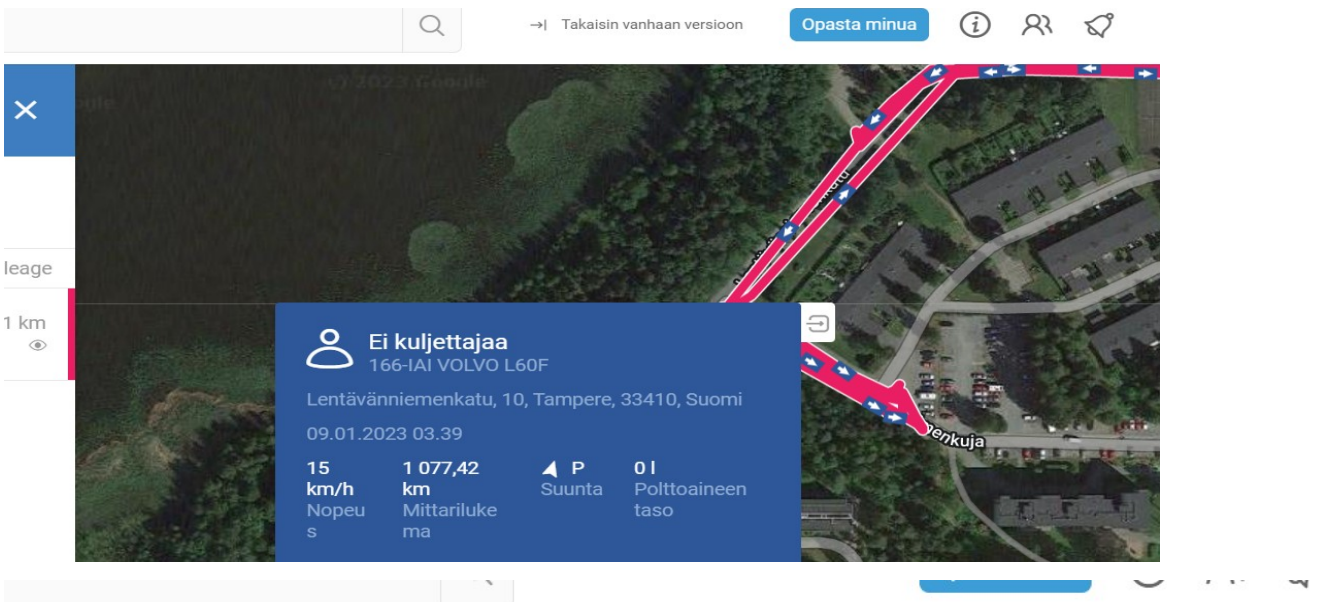 Takaisin vanhaan versioon
Opasta minua
leage
1 km
Ei kuljettajaa
166-IAI VOLVO L60F
Lentävänniemenkatu, 10, Tampere, 33410, Suomi
09.01.2023 03.39
15 1 077,42 P 0 l
km/h km Suunta Polttoaineen
Nopeu Mittariluke taso
s ma
enkuja